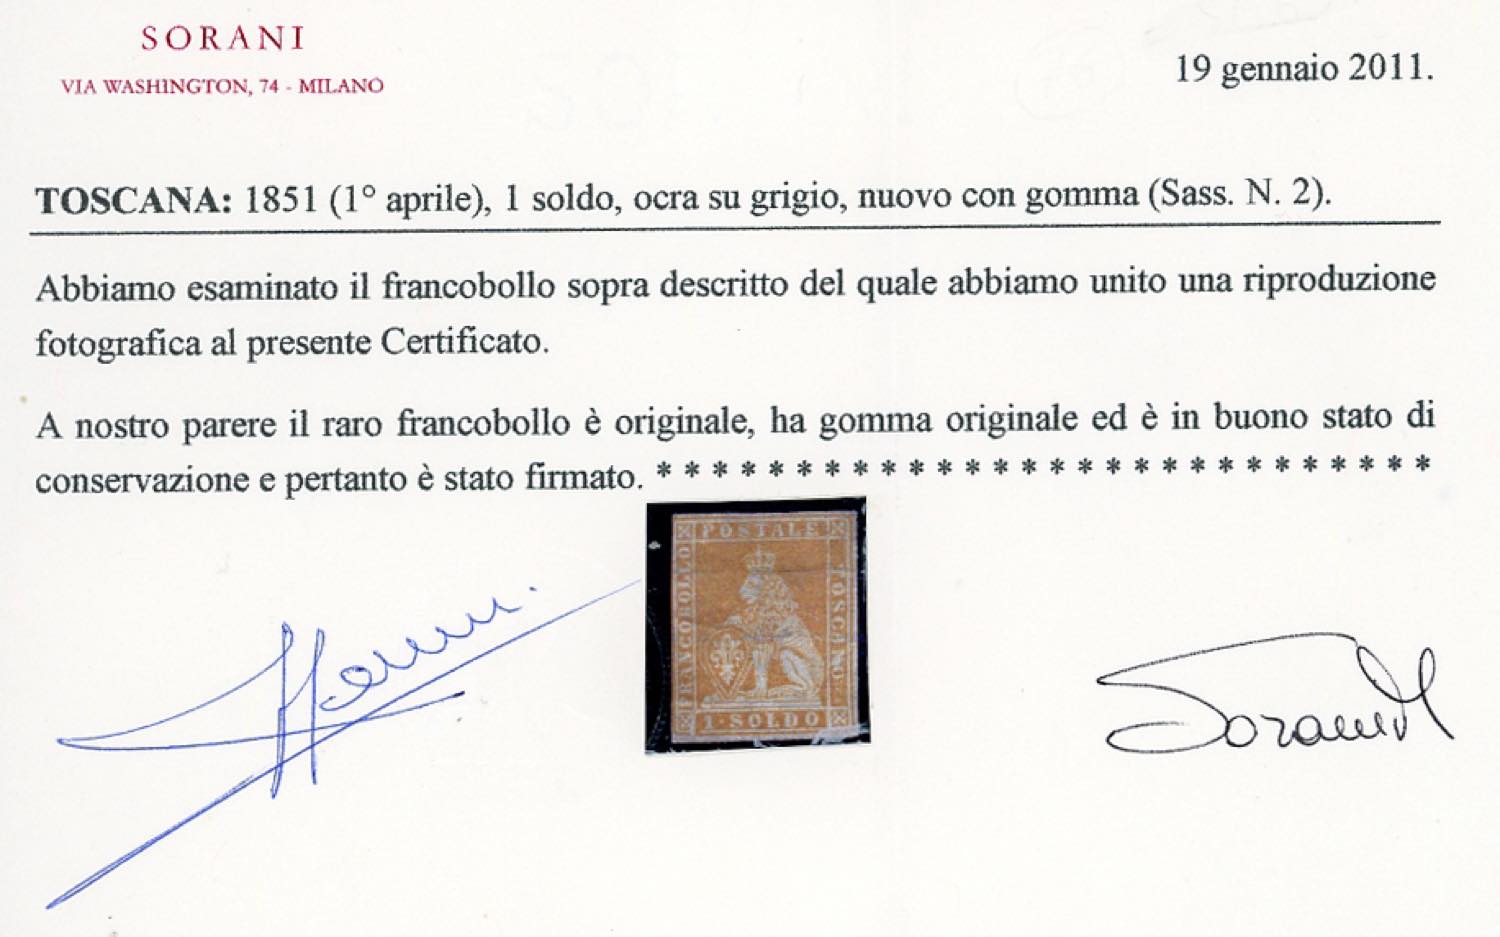 SORANI
VIA WASHINGTON, 74 - MILANO
19 gennaio 2011.
TOSCANA: 1851 (1° aprile), 1 soldo, ocra su grigio, nuovo con gomma (Sass. N. 2).
Abbiamo esaminato il francobollo sopra descritto del quale abbiamo unito una riproduzione
fotografica al presente Certificato.
A nostro parere il raro francobollo è originale, ha gomma originale ed è in buono stato di
conservazione e pertanto è stato firmato. * * * * * * * * * * * * * * * * * * * * * * * * * * * *
POSTALE
FRANCOBOLLO
TOSCANO
1 · SOLDO